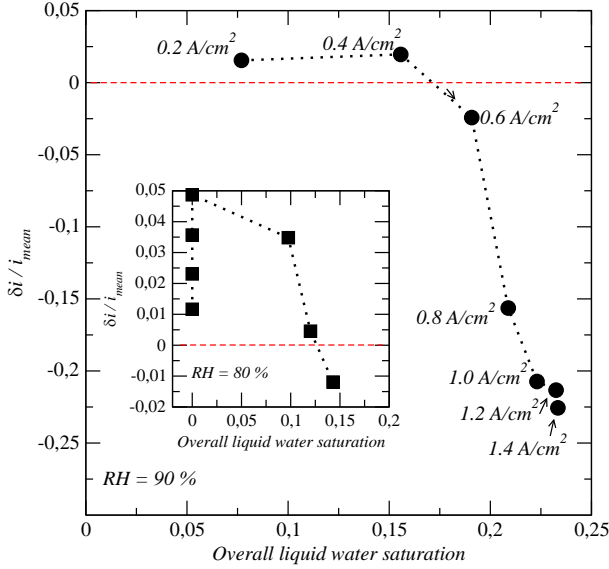 0,05
0
-0,05
-0,1
-0,15
-0,2
-0,25
δi / i_mean
0.2 A/cm²
0.4 A/cm²
0.6 A/cm²
0.8 A/cm²
1.0 A/cm²
1.2 A/cm²
1.4 A/cm²
RH = 90 %
0
0,05
0,1
0,15
0,2
0,25
Overall liquid water saturation
0,05
0,04
0,03
0,02
0,01
0
-0,01
-0,02
δi / i_mean
RH = 80 %
0
0,05
0,1
0,15
0,2
Overall liquid water saturation